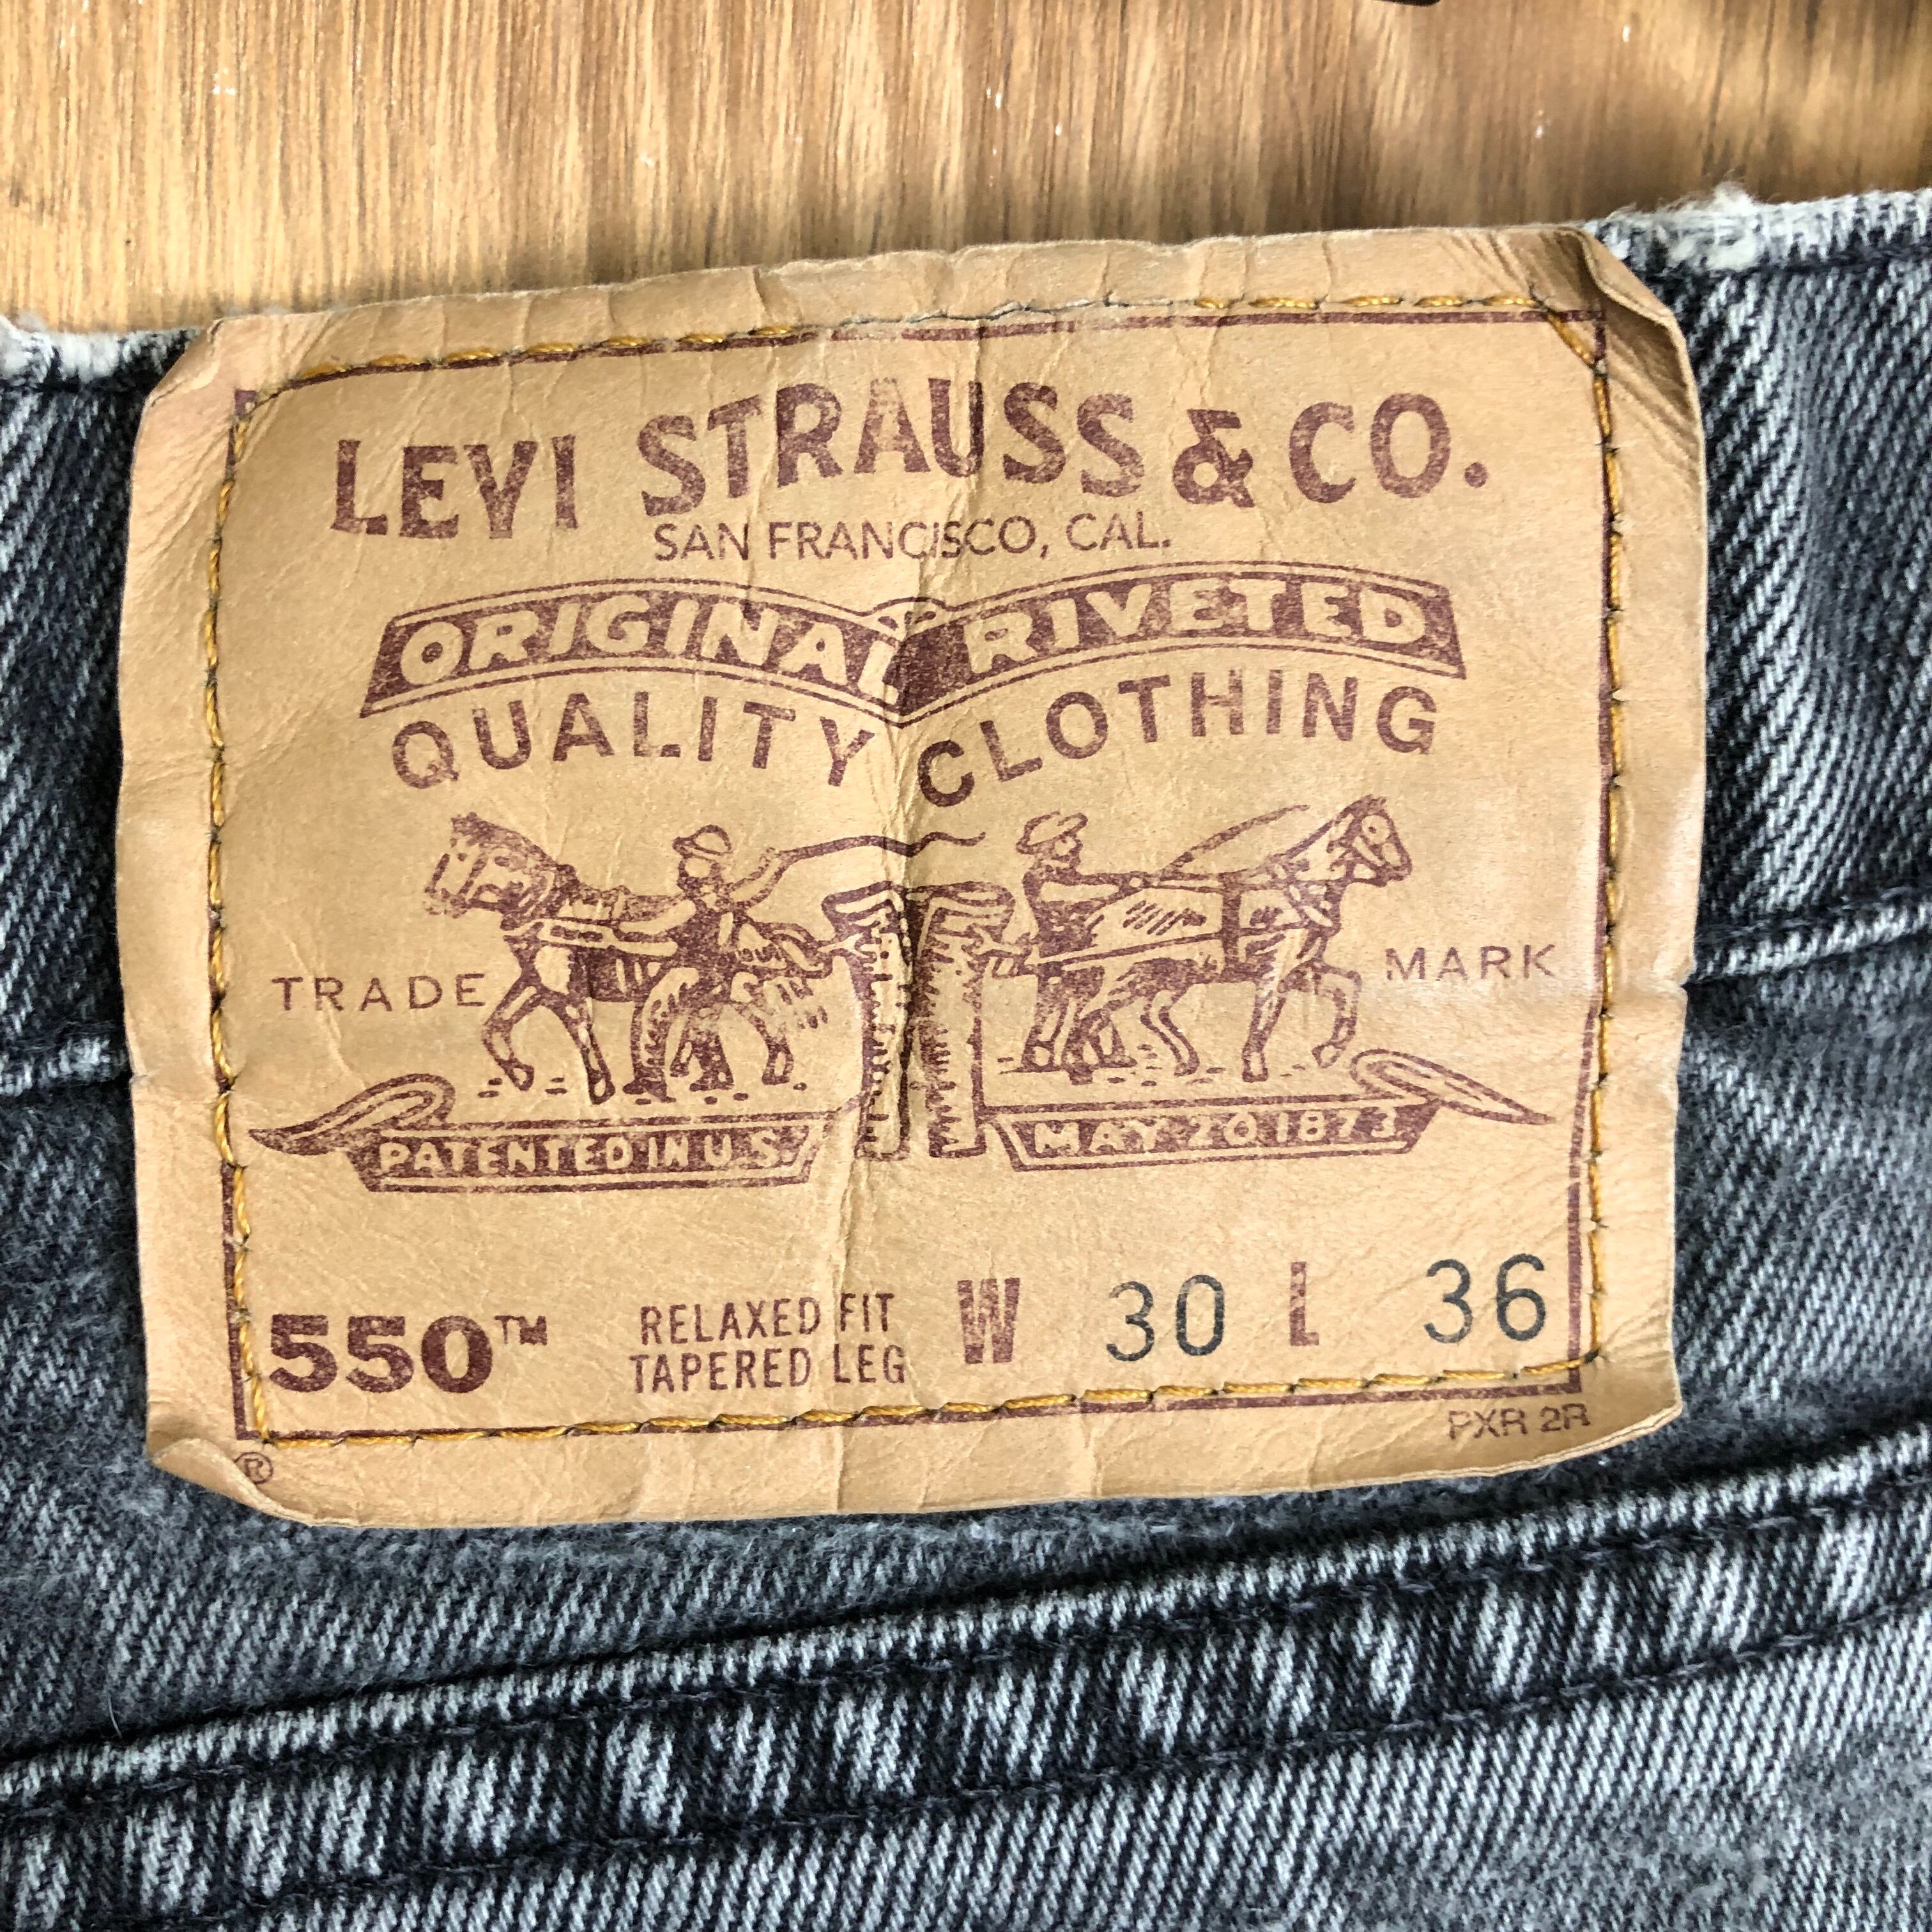 LEVI STRAUSS & CO.
SAN FRANCISCO, CAL.
ORIGINAL RIVETED
QUALITY CLOTHING
TRADE MARK
PATENTED IN U.S. MAY 20 1873
550™ RELAXED FIT W 30 L 36
TAPERED LEG
PXR 2R
®